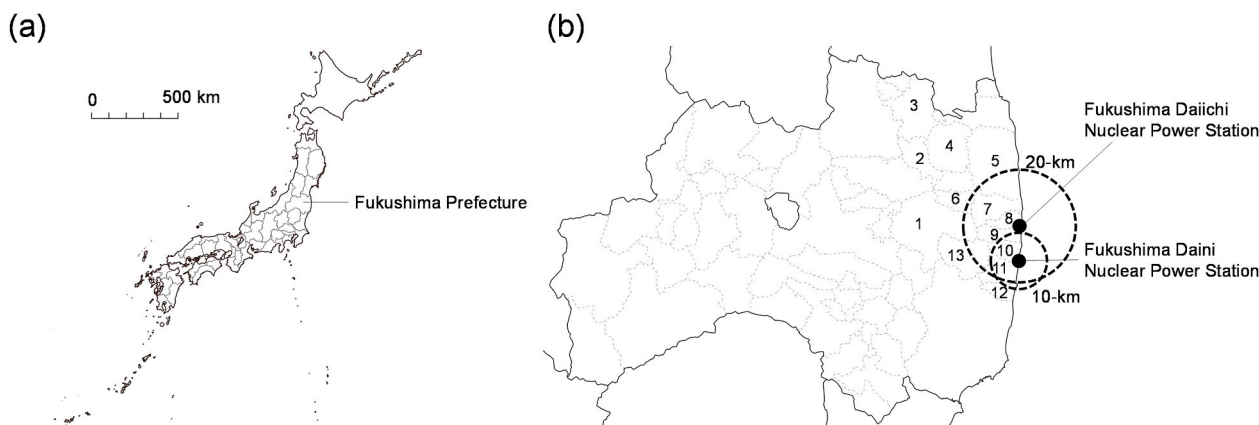 (a)
0 500 km
Fukushima Prefecture
(b)
3
4
2
5
20-km
6
7
8
1
9
10
13
11
12
10-km
Fukushima Daiichi
Nuclear Power Station
Fukushima Daini
Nuclear Power Station